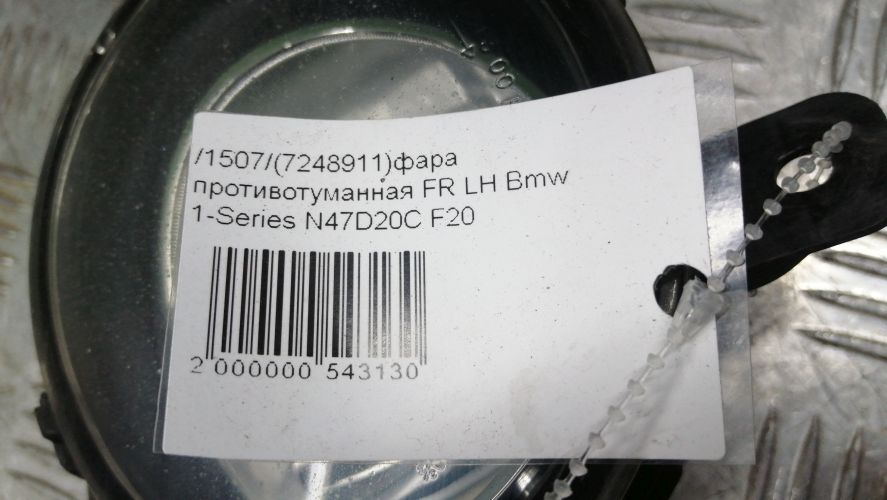 /1507/(7248911)фара
противотуманная FR LH Bmw
1-Series N47D20C F20
2 000000 543130